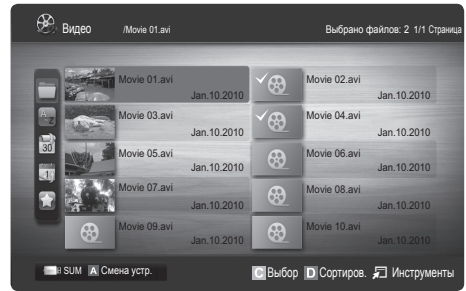 Видео /Movie 01.avi Выбрано файлов: 2 1/1 Страница
Movie 01.avi Movie 02.avi
Jan.10.2010 Jan.10.2010
Movie 03.avi Movie 04.avi
Jan.10.2010 Jan.10.2010
30
Movie 05.avi Movie 06.avi
Jan.10.2010 Jan.10.2010
Movie 07.avi Movie 08.avi
Jan.10.2010 Jan.10.2010
Movie 09.avi Movie 10.avi
Jan.10.2010 Jan.10.2010
SUM A Смена устр. C Выбор D Сортиров. Инструменты